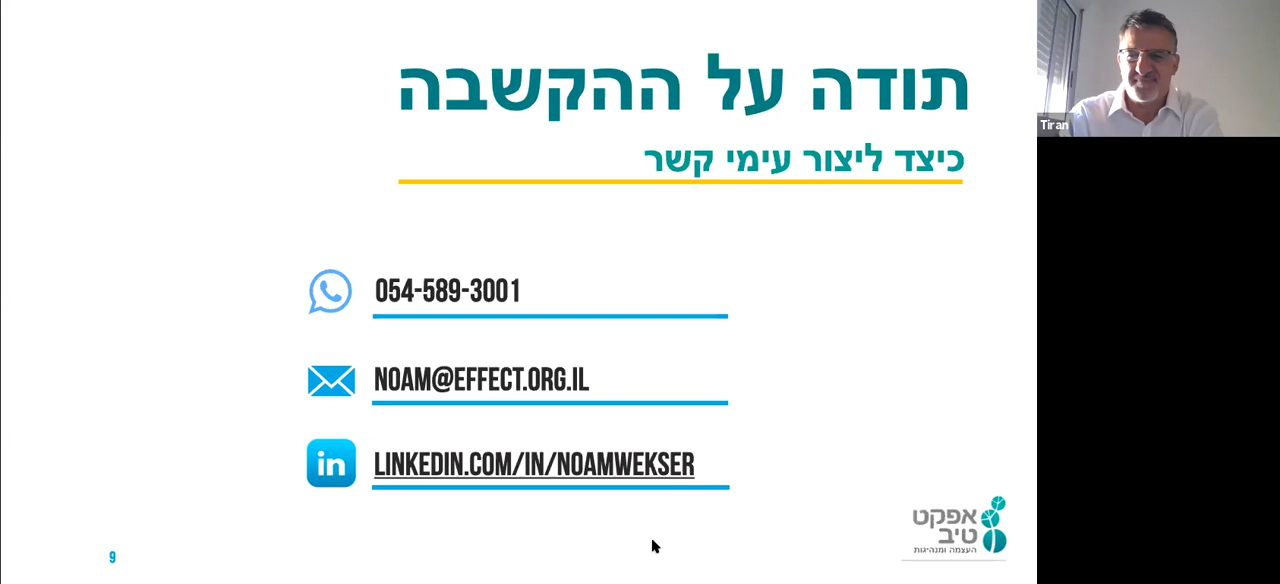 תודה על ההקשבה
כיצד ליצור עימי קשר
054-589-3001
NOAM@EFFECT.ORG.IL
in
LINKEDIN.COM/IN/NOAMWEKSER
אפקט
טיב
העצמה ומנהיגות
9
Tiran